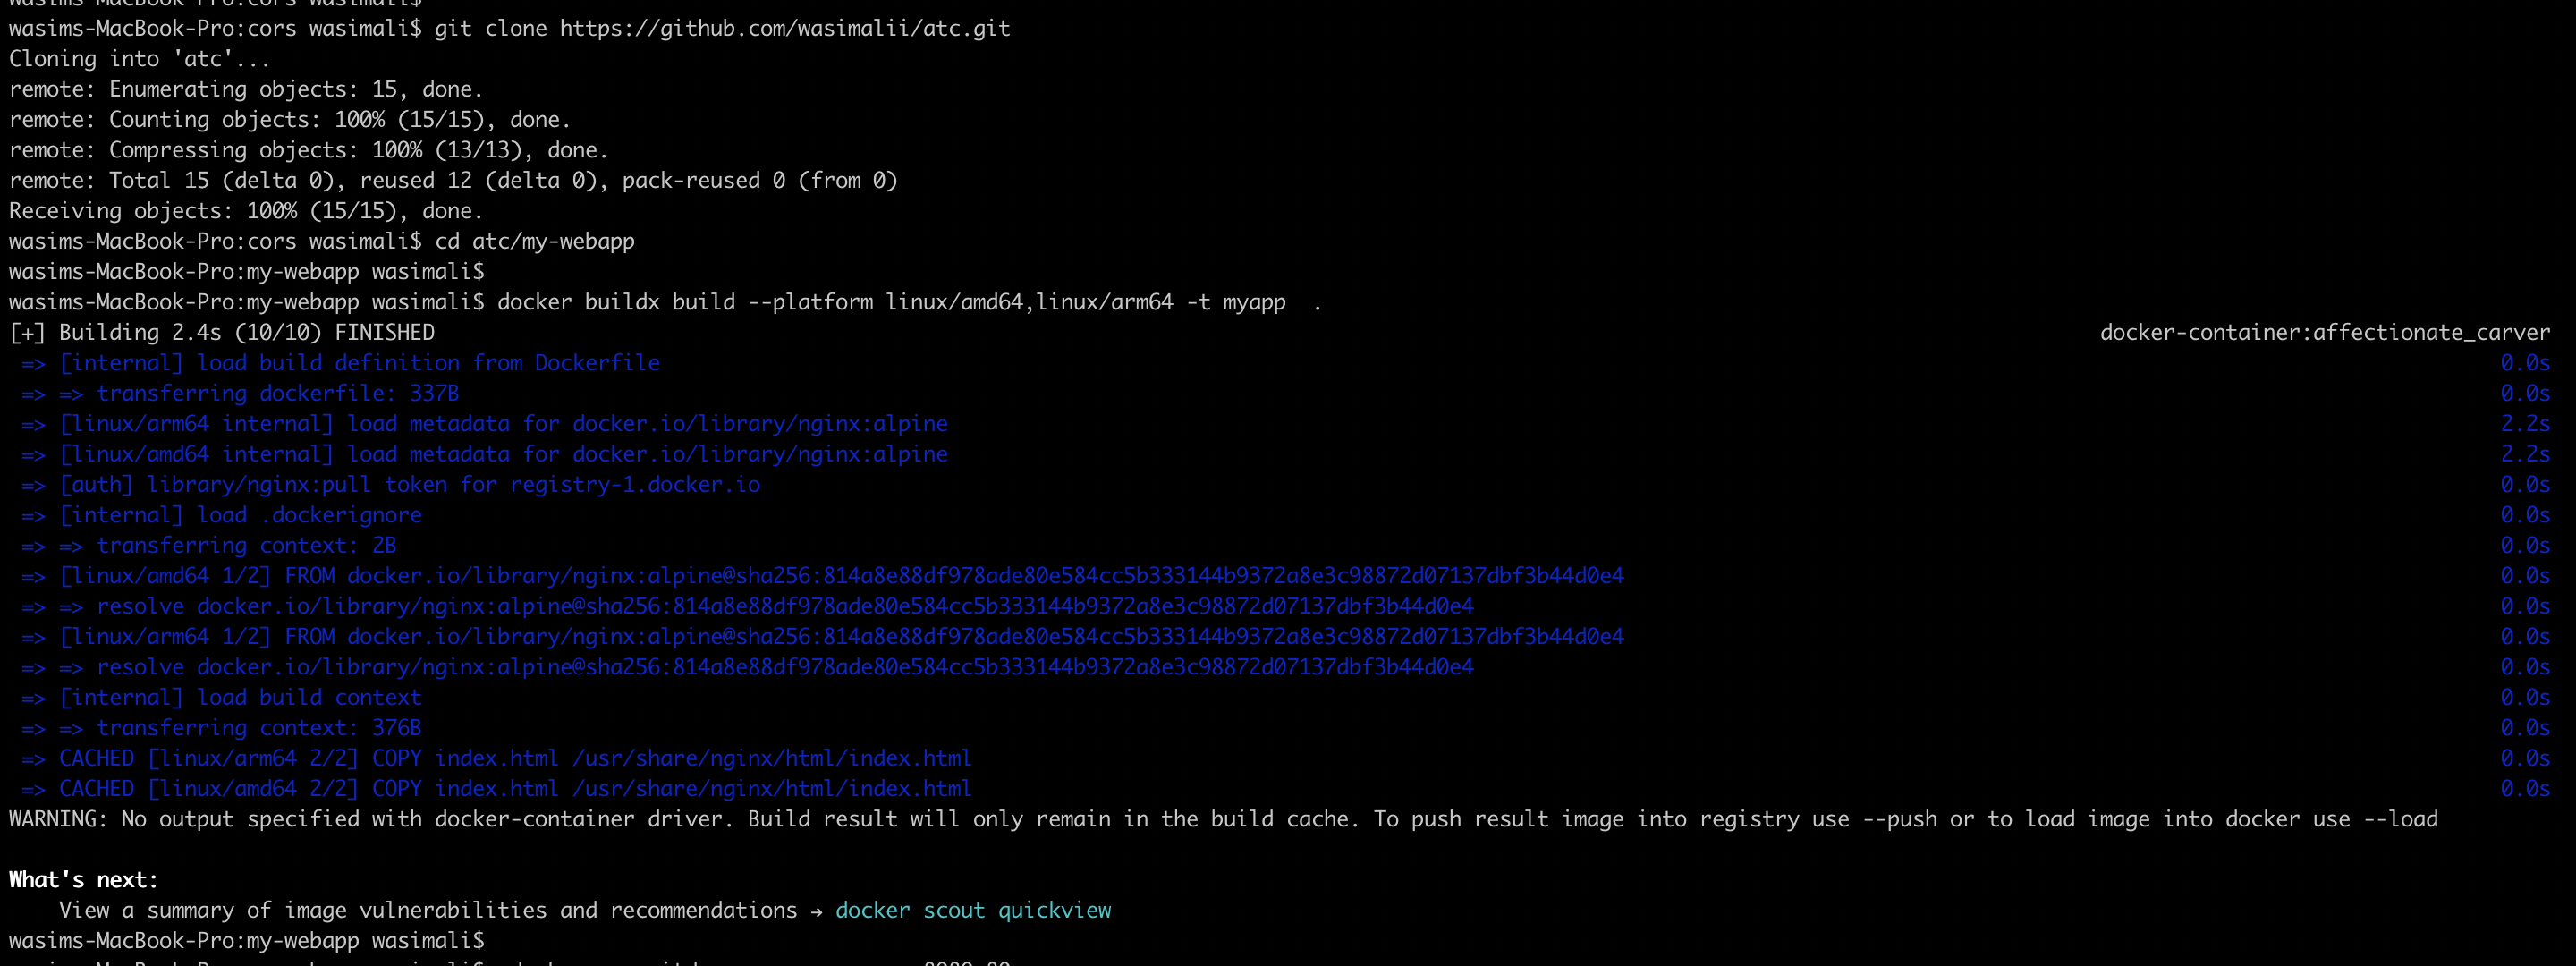 wasims-MacBook-Pro:cors wasimali$
wasims-MacBook-Pro:cors wasimali$ git clone https://github.com/wasimalii/atc.git
Cloning into 'atc'...
remote: Enumerating objects: 15, done.
remote: Counting objects: 100% (15/15), done.
remote: Compressing objects: 100% (13/13), done.
remote: Total 15 (delta 0), reused 12 (delta 0), pack-reused 0 (from 0)
Receiving objects: 100% (15/15), done.
wasims-MacBook-Pro:cors wasimali$ cd atc/my-webapp
wasims-MacBook-Pro:my-webapp wasimali$
wasims-MacBook-Pro:my-webapp wasimali$ docker buildx build --platform linux/amd64,linux/arm64 -t myapp  .
[+] Building 2.4s (10/10) FINISHED docker-container:affectionate_carver
=> [internal] load build definition from Dockerfile 0.0s
=> => transferring dockerfile: 337B 0.0s
=> [linux/arm64 internal] load metadata for docker.io/library/nginx:alpine 2.2s
=> [linux/amd64 internal] load metadata for docker.io/library/nginx:alpine 2.2s
=> [auth] library/nginx:pull token for registry-1.docker.io 0.0s
=> [internal] load .dockerignore 0.0s
=> => transferring context: 2B 0.0s
=> [linux/amd64 1/2] FROM docker.io/library/nginx:alpine@sha256:814a8e88df978ade80e584cc5b333144b9372a8e3c98872d07137dbf3b44d0e4 0.0s
=> => resolve docker.io/library/nginx:alpine@sha256:814a8e88df978ade80e584cc5b333144b9372a8e3c98872d07137dbf3b44d0e4 0.0s
=> [linux/arm64 1/2] FROM docker.io/library/nginx:alpine@sha256:814a8e88df978ade80e584cc5b333144b9372a8e3c98872d07137dbf3b44d0e4 0.0s
=> => resolve docker.io/library/nginx:alpine@sha256:814a8e88df978ade80e584cc5b333144b9372a8e3c98872d07137dbf3b44d0e4 0.0s
=> [internal] load build context 0.0s
=> => transferring context: 376B 0.0s
=> CACHED [linux/arm64 2/2] COPY index.html /usr/share/nginx/html/index.html 0.0s
=> CACHED [linux/amd64 2/2] COPY index.html /usr/share/nginx/html/index.html 0.0s
WARNING: No output specified with docker-container driver. Build result will only remain in the build cache. To push result image into registry use --push or to load image into docker use --load
What's next:
View a summary of image vulnerabilities and recommendations → docker scout quickview
wasims-MacBook-Pro:my-webapp wasimali$